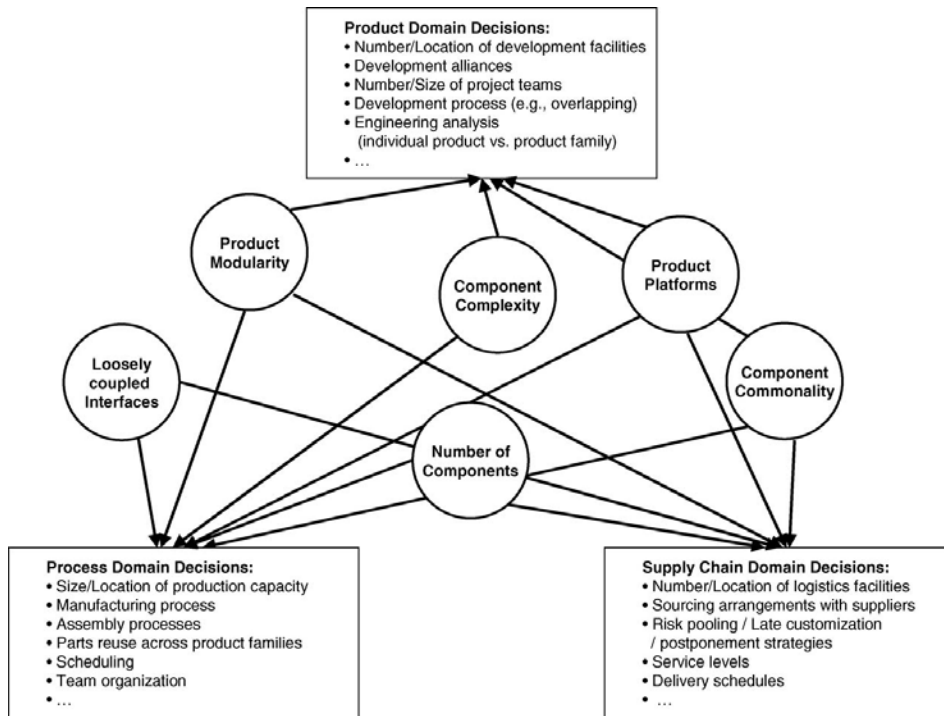 Product Domain Decisions:
• Number/Location of development facilities
• Development alliances
• Number/Size of project teams
• Development process (e.g., overlapping)
• Engineering analysis
(individual product vs. product family)
• ...
Product
Modularity
Component
Complexity
Product
Platforms
Loosely
coupled
Interfaces
Component
Commonality
Number of
Components
Process Domain Decisions:
• Size/Location of production capacity
• Manufacturing process
• Assembly processes
• Parts reuse across product families
• Scheduling
• Team organization
• ...
Supply Chain Domain Decisions:
• Number/Location of logistics facilities
• Sourcing arrangements with suppliers
• Risk pooling / Late customization
/ postponement strategies
• Service levels
• Delivery schedules
• ...